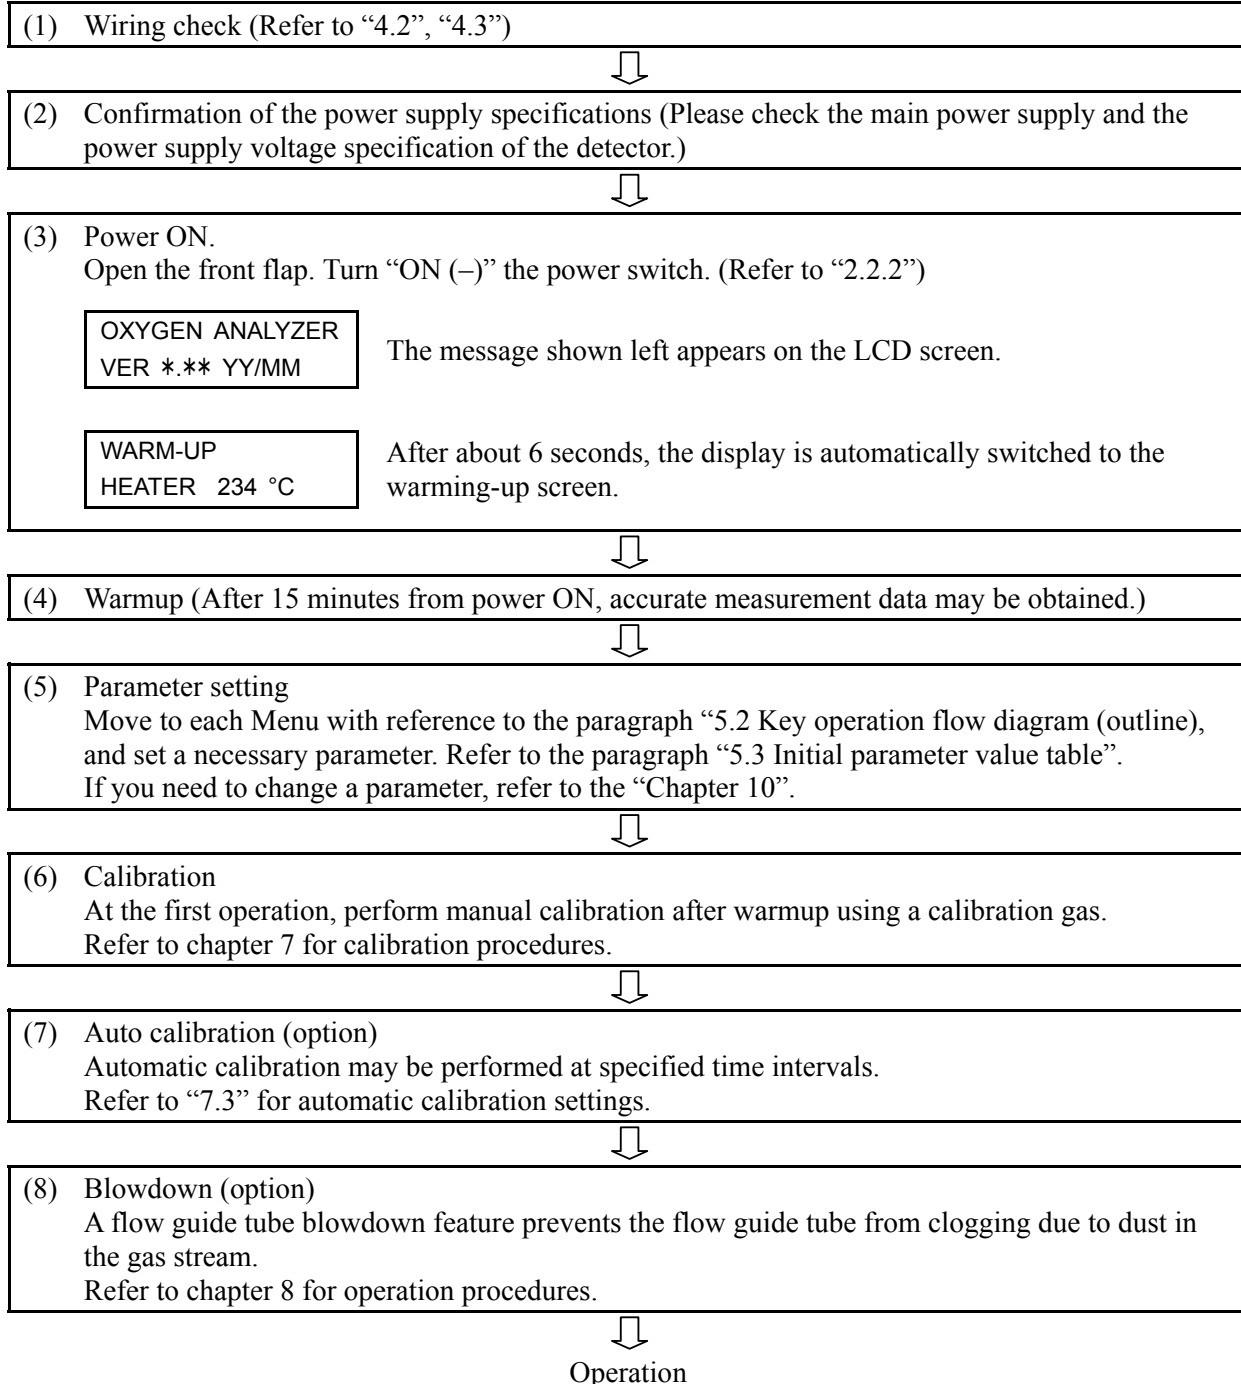 (1) Wiring check (Refer to “4.2”, “4.3”)
(2) Confirmation of the power supply specifications (Please check the main power supply and the
power supply voltage specification of the detector.)
(3) Power ON.
Open the front flap. Turn “ON (–)” the power switch. (Refer to “2.2.2”)
OXYGEN ANALYZER
VER *.** YY/MM
The message shown left appears on the LCD screen.
WARM-UP
HEATER 234 °C
After about 6 seconds, the display is automatically switched to the
warming-up screen.
(4) Warmup (After 15 minutes from power ON, accurate measurement data may be obtained.)
(5) Parameter setting
Move to each Menu with reference to the paragraph “5.2 Key operation flow diagram (outline),
and set a necessary parameter. Refer to the paragraph “5.3 Initial parameter value table”.
If you need to change a parameter, refer to the “Chapter 10”.
(6) Calibration
At the first operation, perform manual calibration after warmup using a calibration gas.
Refer to chapter 7 for calibration procedures.
(7) Auto calibration (option)
Automatic calibration may be performed at specified time intervals.
Refer to “7.3” for automatic calibration settings.
(8) Blowdown (option)
A flow guide tube blowdown feature prevents the flow guide tube from clogging due to dust in
the gas stream.
Refer to chapter 8 for operation procedures.
Operation